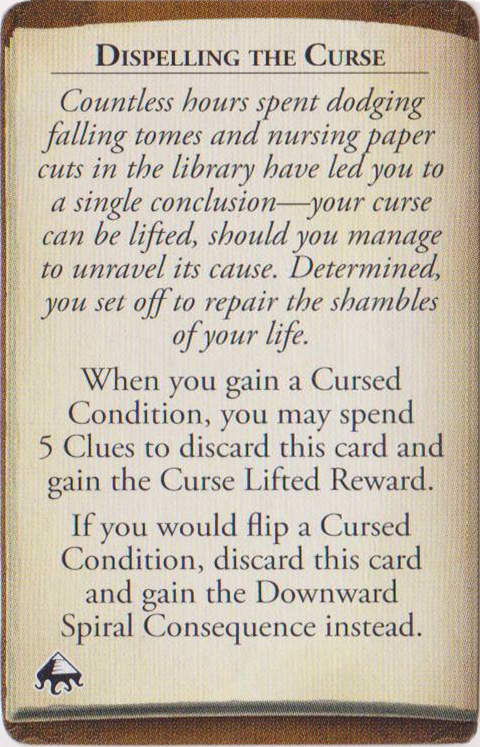 DISPELLING THE CURSE
Countless hours spent dodging
falling tomes and nursing paper
cuts in the library have led you to
a single conclusion—your curse
can be lifted, should you manage
to unravel its cause. Determined,
you set off to repair the shambles
of your life.
When you gain a Cursed
Condition, you may spend
5 Clues to discard this card and
gain the Curse Lifted Reward.
If you would flip a Cursed
Condition, discard this card
and gain the Downward
Spiral Consequence instead.